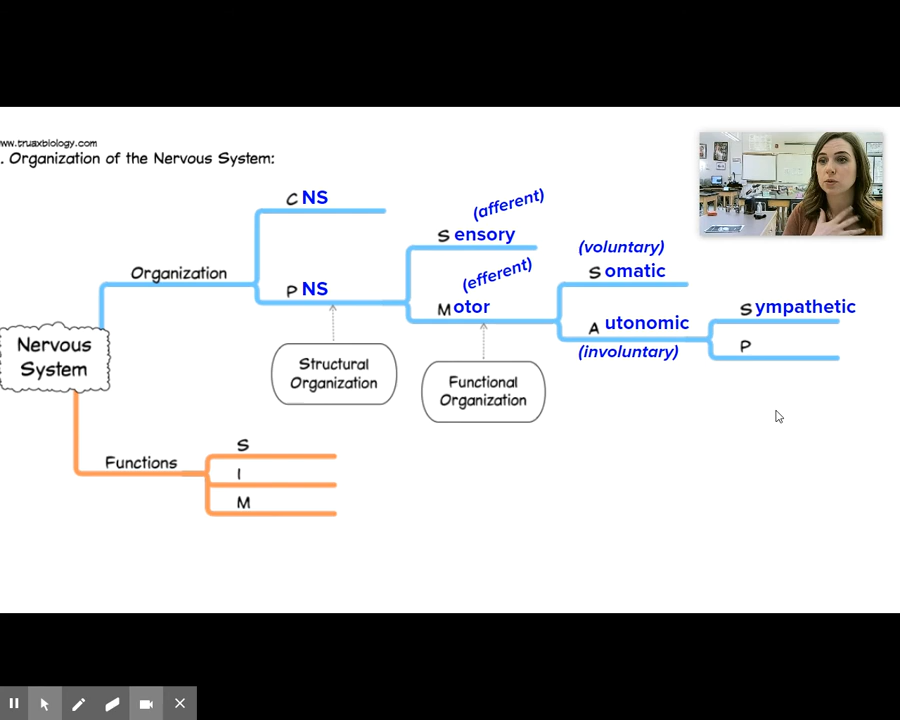 ww.truaxbiology.com
. Organization of the Nervous System:
C NS
(afferent)
S ensory
(efferent)
(voluntary)
S omatic
Organization
P NS
M otor
S ympathetic
A utonomic
(involuntary)
P
Nervous
System
Structural
Organization
Functional
Organization
Functions
S
I
M